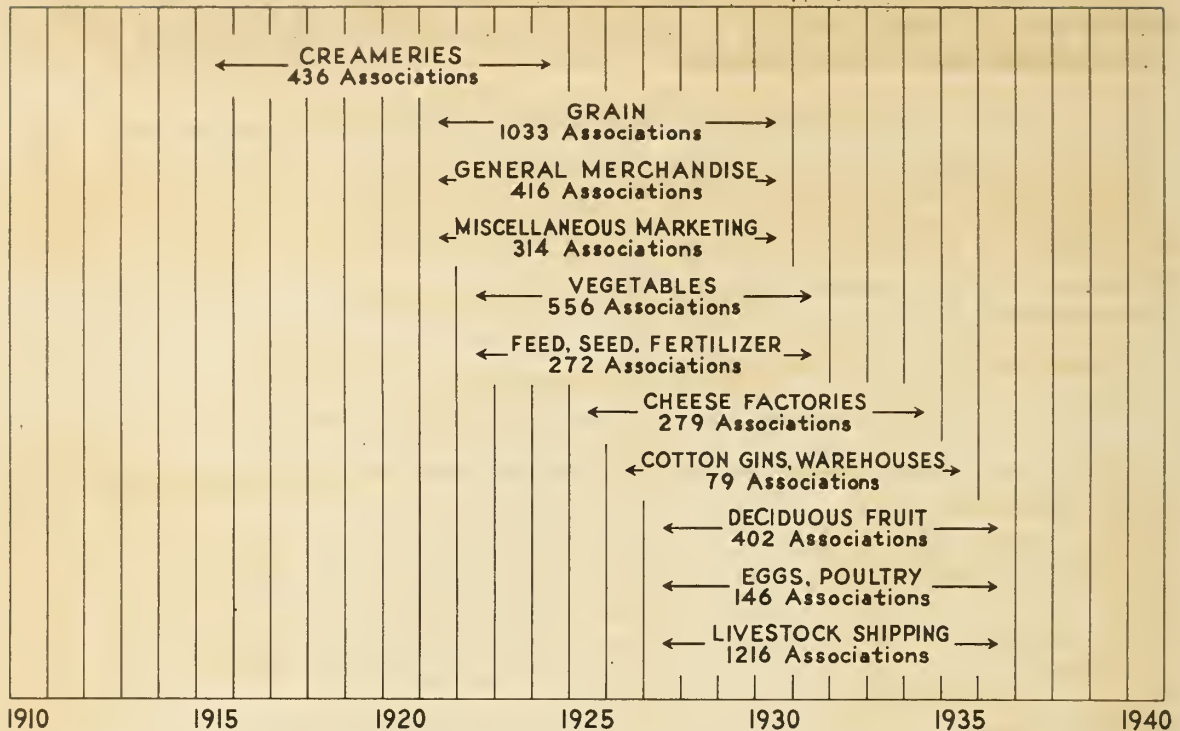 CREAMERIES
436 Associations
GRAIN
1033 Associations
GENERAL MERCHANDISE
416 Associations
MISCELLANEOUS MARKETING
314 Associations
VEGETABLES
556 Associations
FEED, SEED, FERTILIZER
272 Associations
CHEESE FACTORIES
279 Associations
COTTON GINS, WAREHOUSES
79 Associations
DECIDUOUS FRUIT
402 Associations
EGGS, POULTRY
146 Associations
LIVESTOCK SHIPPING
1216 Associations
1910 1915 1920 1925 1930 1935 1940